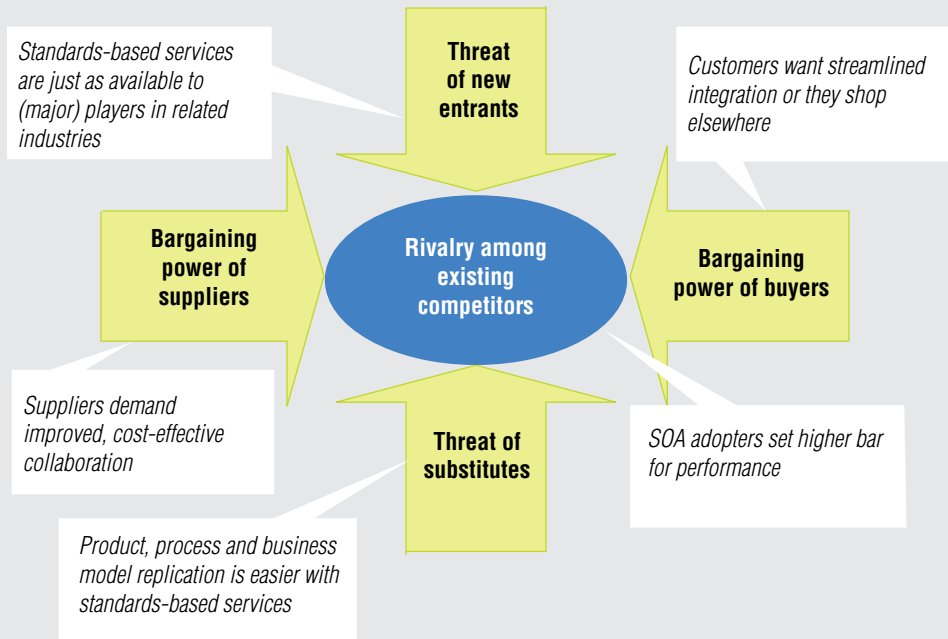 Standards-based services
are just as available to
(major) players in related
industries
Threat
of new
entrants
Customers want streamlined
integration or they shop
elsewhere
Bargaining
power of
suppliers
Rivalry among
existing
competitors
Bargaining
power of buyers
Suppliers demand
improved, cost-effective
collaboration
Threat of
substitutes
SOA adopters set higher bar
for performance
Product, process and business
model replication is easier with
standards-based services